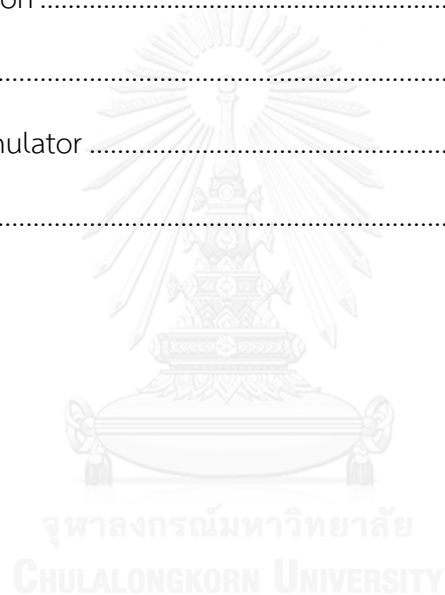 on ..........................................................................
................................................................................
nulator .................................................................
................................................................................
จุฬาลงกรณ์มหาวิทยาลัย
CHULALONGKORN UNIVERSITY